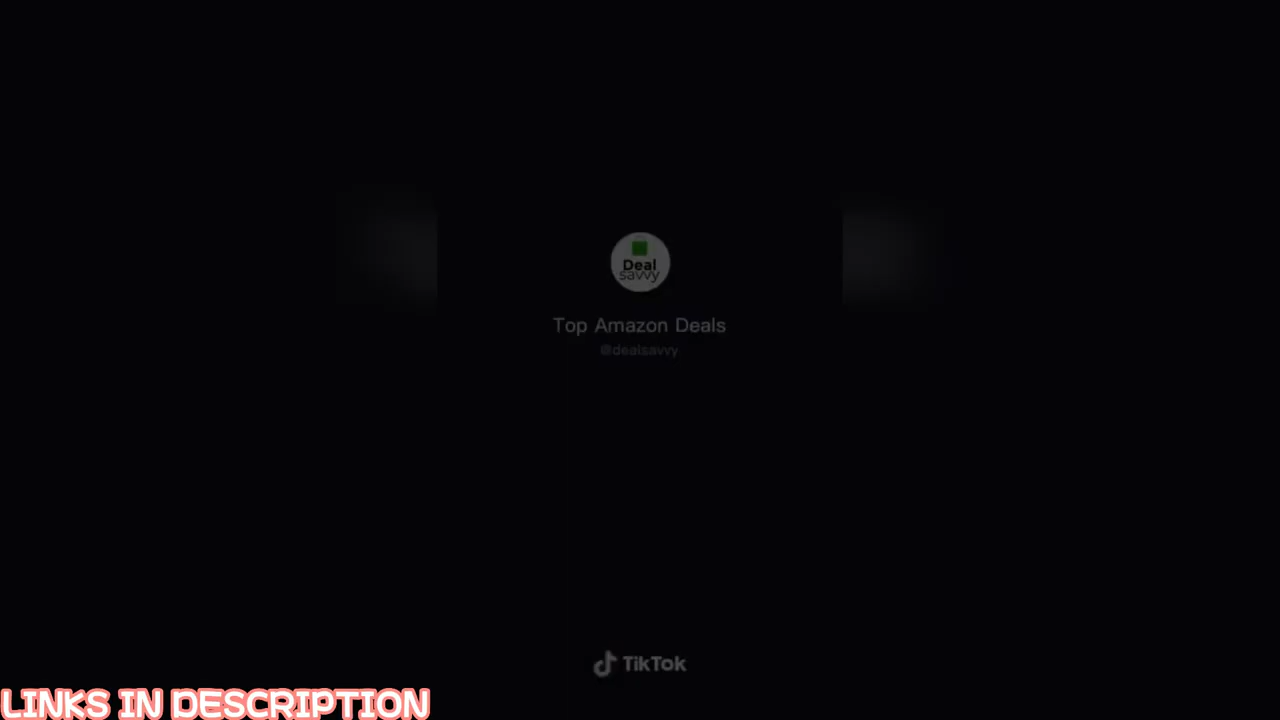 Deal
savvy
Top Amazon Deals
@dealsavvy
TikTok
LINKS IN DESCRIPTION